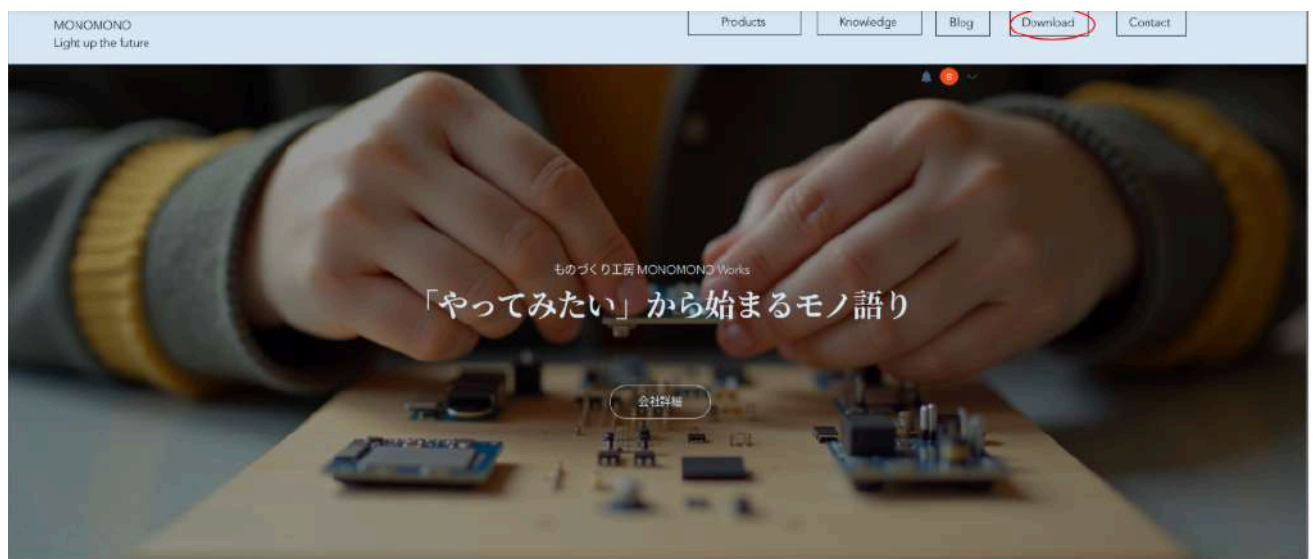 MONOMONO
Light up the future
Products
Knowledge
Blog
Download
Contact
ものづくり工房 MONOMONO Works
「やってみたい」から始まるモノ語り
会社詳細